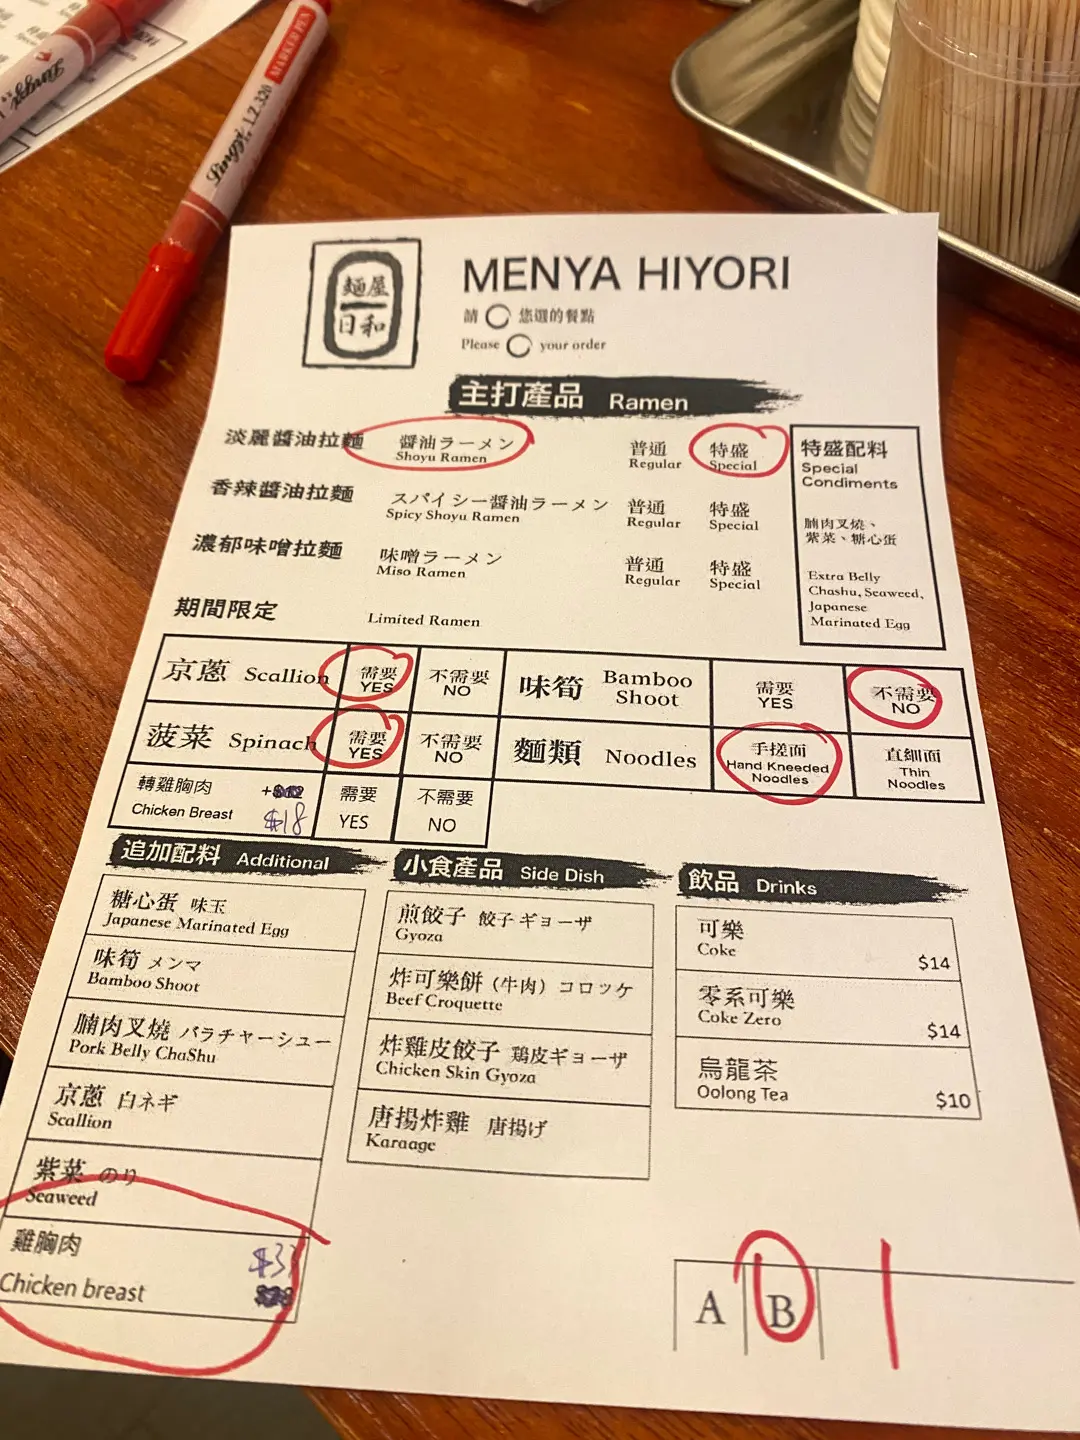 MARKER PEN
LZ-320
麺屋
日和
MENYA HIYORI
請 您選的餐點
Please your order
主打產品 Ramen
淡麗醬油拉麵 醤油ラーメン 普通 特盛
Shoyu Ramen Regular Special
香辣醬油拉麵 スパイシー醤油ラーメン 普通 特盛
Spicy Shoyu Ramen Regular Special
濃郁味噌拉麵 味噌ラーメン 普通 特盛
Miso Ramen Regular Special
期間限定 Limited Ramen
特盛配料
Special
Condiments
腩肉叉燒、
紫菜、糖心蛋
Extra Belly
Chashu, Seaweed,
Japanese
Marinated Egg
京蔥 Scallion 需要 YES 不需要 NO
味筍 Bamboo Shoot 需要 YES 不需要 NO
菠菜 Spinach 需要 YES 不需要 NO
麵類 Noodles 手搓面 Hand Kneeded Noodles 直細面 Thin Noodles
轉雞胸肉 + $18 需要 不需要
Chicken Breast YES NO
追加配料 Additional
糖心蛋 味玉
Japanese Marinated Egg
味筍 メンマ
Bamboo Shoot
腩肉叉燒 バラチャーシュー
Pork Belly ChaShu
京蔥 白ネギ
Scallion
紫菜 のり
Seaweed
雞胸肉
Chicken breast
小食產品 Side Dish
煎餃子 餃子ギョーザ
Gyoza
炸可樂餅（牛肉）コロッケ
Beef Croquette
炸雞皮餃子 鶏皮ギョーザ
Chicken Skin Gyoza
唐揚炸雞 唐揚げ
Karaage
飲品 Drinks
可樂
Coke $14
零系可樂
Coke Zero $14
烏龍茶
Oolong Tea $10
A B